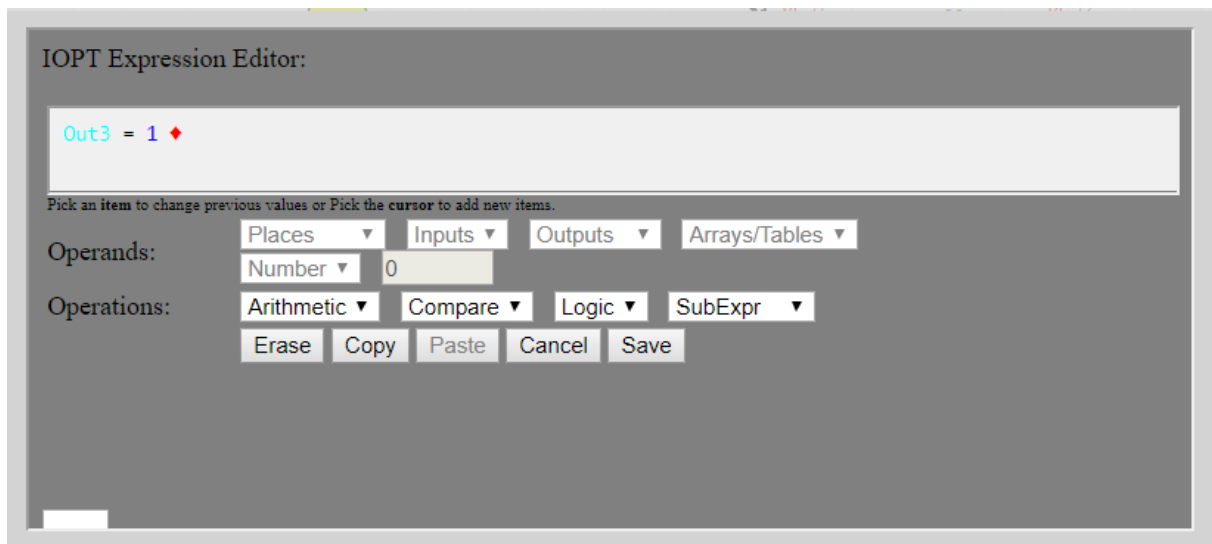 IOPT Expression Editor:
Out3 = 1 ♦
Pick an item to change previous values or Pick the cursor to add new items.
Operands: Places ▼ Inputs ▼ Outputs ▼ Arrays/Tables ▼
Number ▼ 0
Operations: Arithmetic ▼ Compare ▼ Logic ▼ SubExpr ▼
Erase Copy Paste Cancel Save